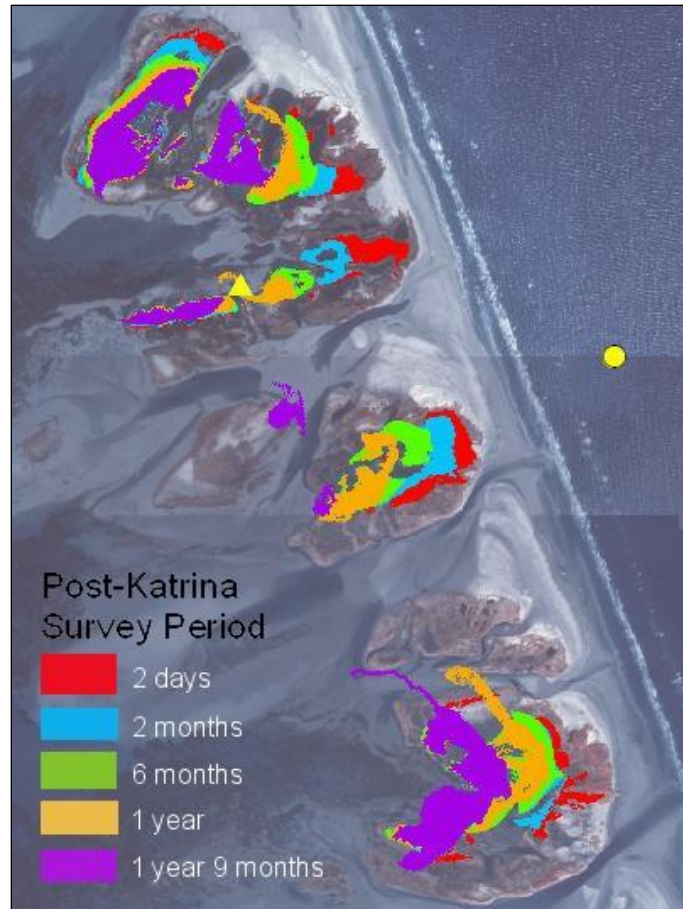 Post-Katrina
Survey Period
2 days
2 months
6 months
1 year
1 year 9 months